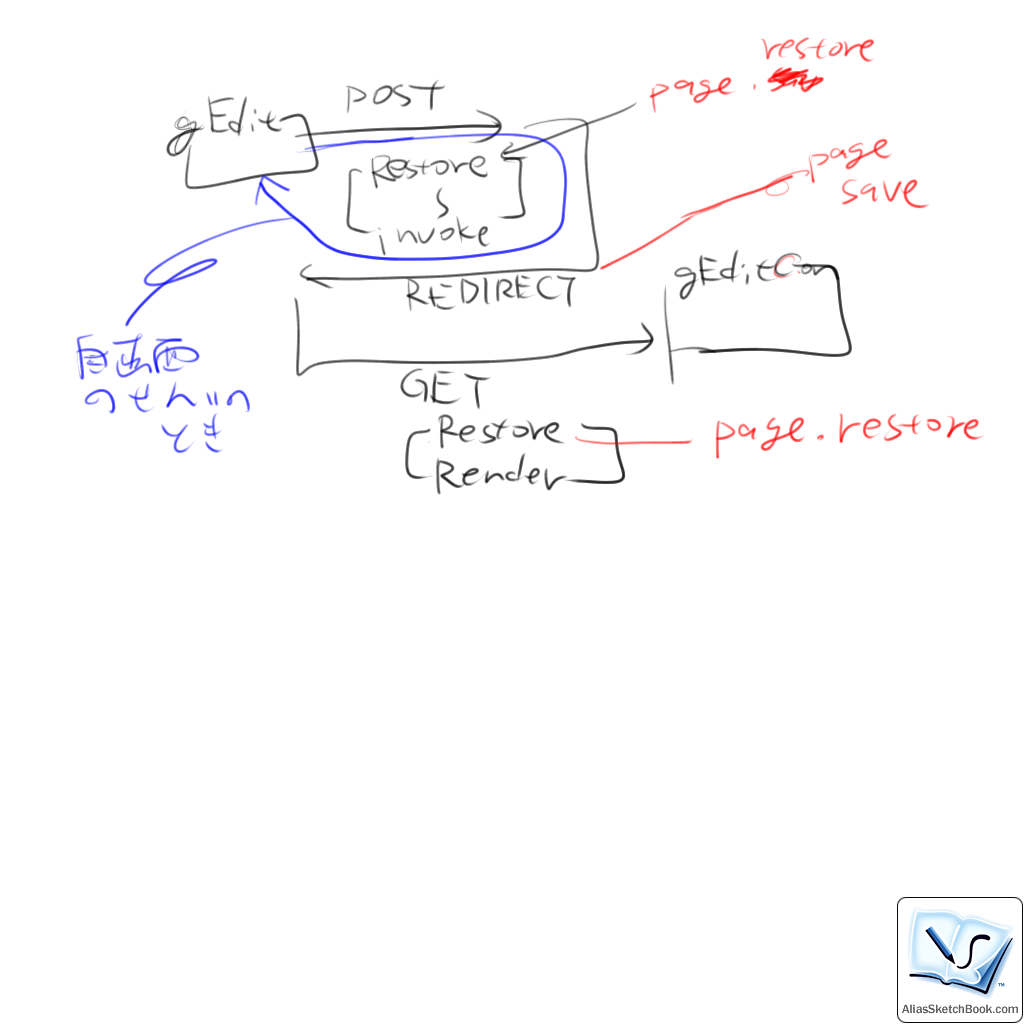 restore
page.
POST
gEdit
Restore
S
invoke
page
save
REDIRECT
gEditCon
GET
自画面
のせんいの
とき
Restore
page.restore
Render
AliasSketchBook.com
TM